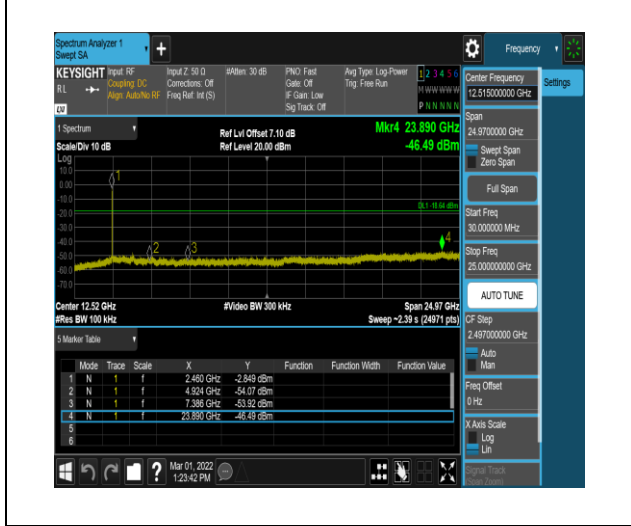 Spectrum Analyzer 1
Swept SA
+
Frequency
KEYSIGHT
RL
Input: RF
Coupling: DC
Align: Auto/No RF
Input Z: 50 Ω
Corrections: Off
Freq Ref: Int (S)
#Atten: 30 dB
PNO: Fast
Gate: Off
IF Gain: Low
Sig Track: Off
Avg Type: Log-Power
Trig: Free Run
1 2 3 4 5 6
M W W W W W
P N N N N N
1 Spectrum
Scale/Div 10 dB
Ref Lvl Offset 7.10 dB
Ref Level 20.00 dBm
Mkr4 23.890 GHz
-46.49 dBm
Log
10.0
0.00
-10.0
-20.0
-30.0
-40.0
-50.0
-60.0
-70.0
1
2
3
4
DL1 -18.64 dBm
Center 12.52 GHz
#Res BW 100 kHz
#Video BW 300 kHz
Span 24.97 GHz
Sweep ~2.39 s (24971 pts)
5 Marker Table
Mode Trace Scale X Y Function Function Width Function Value
1 N 1 f 2.460 GHz -2.849 dBm
2 N 1 f 4.924 GHz -54.07 dBm
3 N 1 f 7.386 GHz -53.92 dBm
4 N 1 f 23.890 GHz -46.49 dBm
5
6
?
Mar 01, 2022
1:23:42 PM
Center Frequency
12.515000000 GHz
Settings
Span
24.9700000 GHz
Swept Span
Zero Span
Full Span
Start Freq
30.000000 MHz
Stop Freq
25.000000000 GHz
AUTO TUNE
CF Step
2.497000000 GHz
Auto
Man
Freq Offset
0 Hz
X Axis Scale
Log
Lin
Signal Track
(Span Zoom)